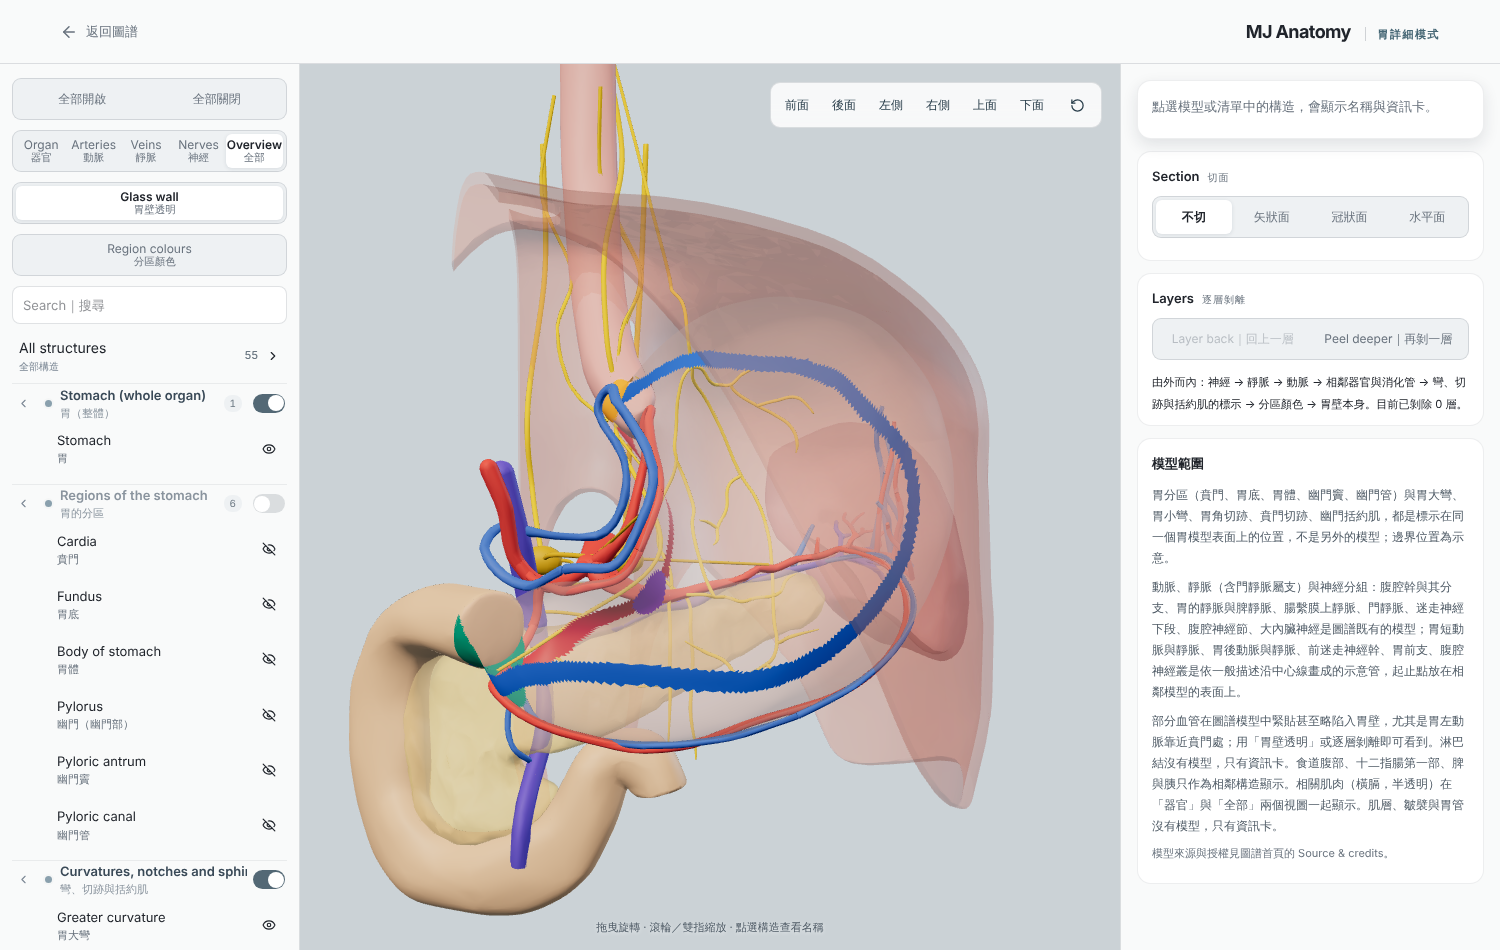 返回圖譜
MJ Anatomy
胃詳細模式
全部開啟
全部關閉
Organ
器官
Arteries
動脈
Veins
靜脈
Nerves
神經
Overview
全部
Glass wall
胃壁透明
Region colours
分區顏色
Search｜搜尋
All structures
全部構造
55
Stomach (whole organ)
胃（整體）
1
Stomach
胃
Regions of the stomach
胃的分區
6
Cardia
賁門
Fundus
胃底
Body of stomach
胃體
Pylorus
幽門（幽門部）
Pyloric antrum
幽門竇
Pyloric canal
幽門管
Curvatures, notches and sphin
彎、切跡與括約肌
Greater curvature
胃大彎
前面
後面
左側
右側
上面
下面
拖曳旋轉 · 滾輪／雙指縮放 · 點選構造查看名稱
點選模型或清單中的構造，會顯示名稱與資訊卡。
Section 切面
不切
矢狀面
冠狀面
水平面
Layers 逐層剝離
Layer back｜回上一層
Peel deeper｜再剝一層
由外而內：神經 → 靜脈 → 動脈 → 相鄰器官與消化管 → 彎、切
跡與括約肌的標示 → 分區顏色 → 胃壁本身。目前已剝除 0 層。
模型範圍
胃分區（賁門、胃底、胃體、幽門竇、幽門管）與胃大彎、
胃小彎、胃角切跡、賁門切跡、幽門括約肌，都是標示在同
一個胃模型表面上的位置，不是另外的模型；邊界位置為示
意。
動脈、靜脈（含門靜脈屬支）與神經分組：腹腔幹與其分
支、胃的靜脈與脾靜脈、腸繫膜上靜脈、門靜脈、迷走神經
下段、腹腔神經節、大內臟神經是圖譜既有的模型；胃短動
脈與靜脈、胃後動脈與靜脈、前迷走神經幹、胃前支、腹腔
神經叢是依一般描述沿中心線畫成的示意管，起止點放在相
鄰模型的表面上。
部分血管在圖譜模型中緊貼甚至略陷入胃壁，尤其是胃左動
脈靠近賁門處；用「胃壁透明」或逐層剝離即可看到。淋巴
結沒有模型，只有資訊卡。食道腹部、十二指腸第一部、脾
與胰只作為相鄰構造顯示。相關肌肉（橫膈，半透明）在
「器官」與「全部」兩個視圖一起顯示。肌層、皺襞與胃管
沒有模型，只有資訊卡。
模型來源與授權見圖譜首頁的 Source & credits。